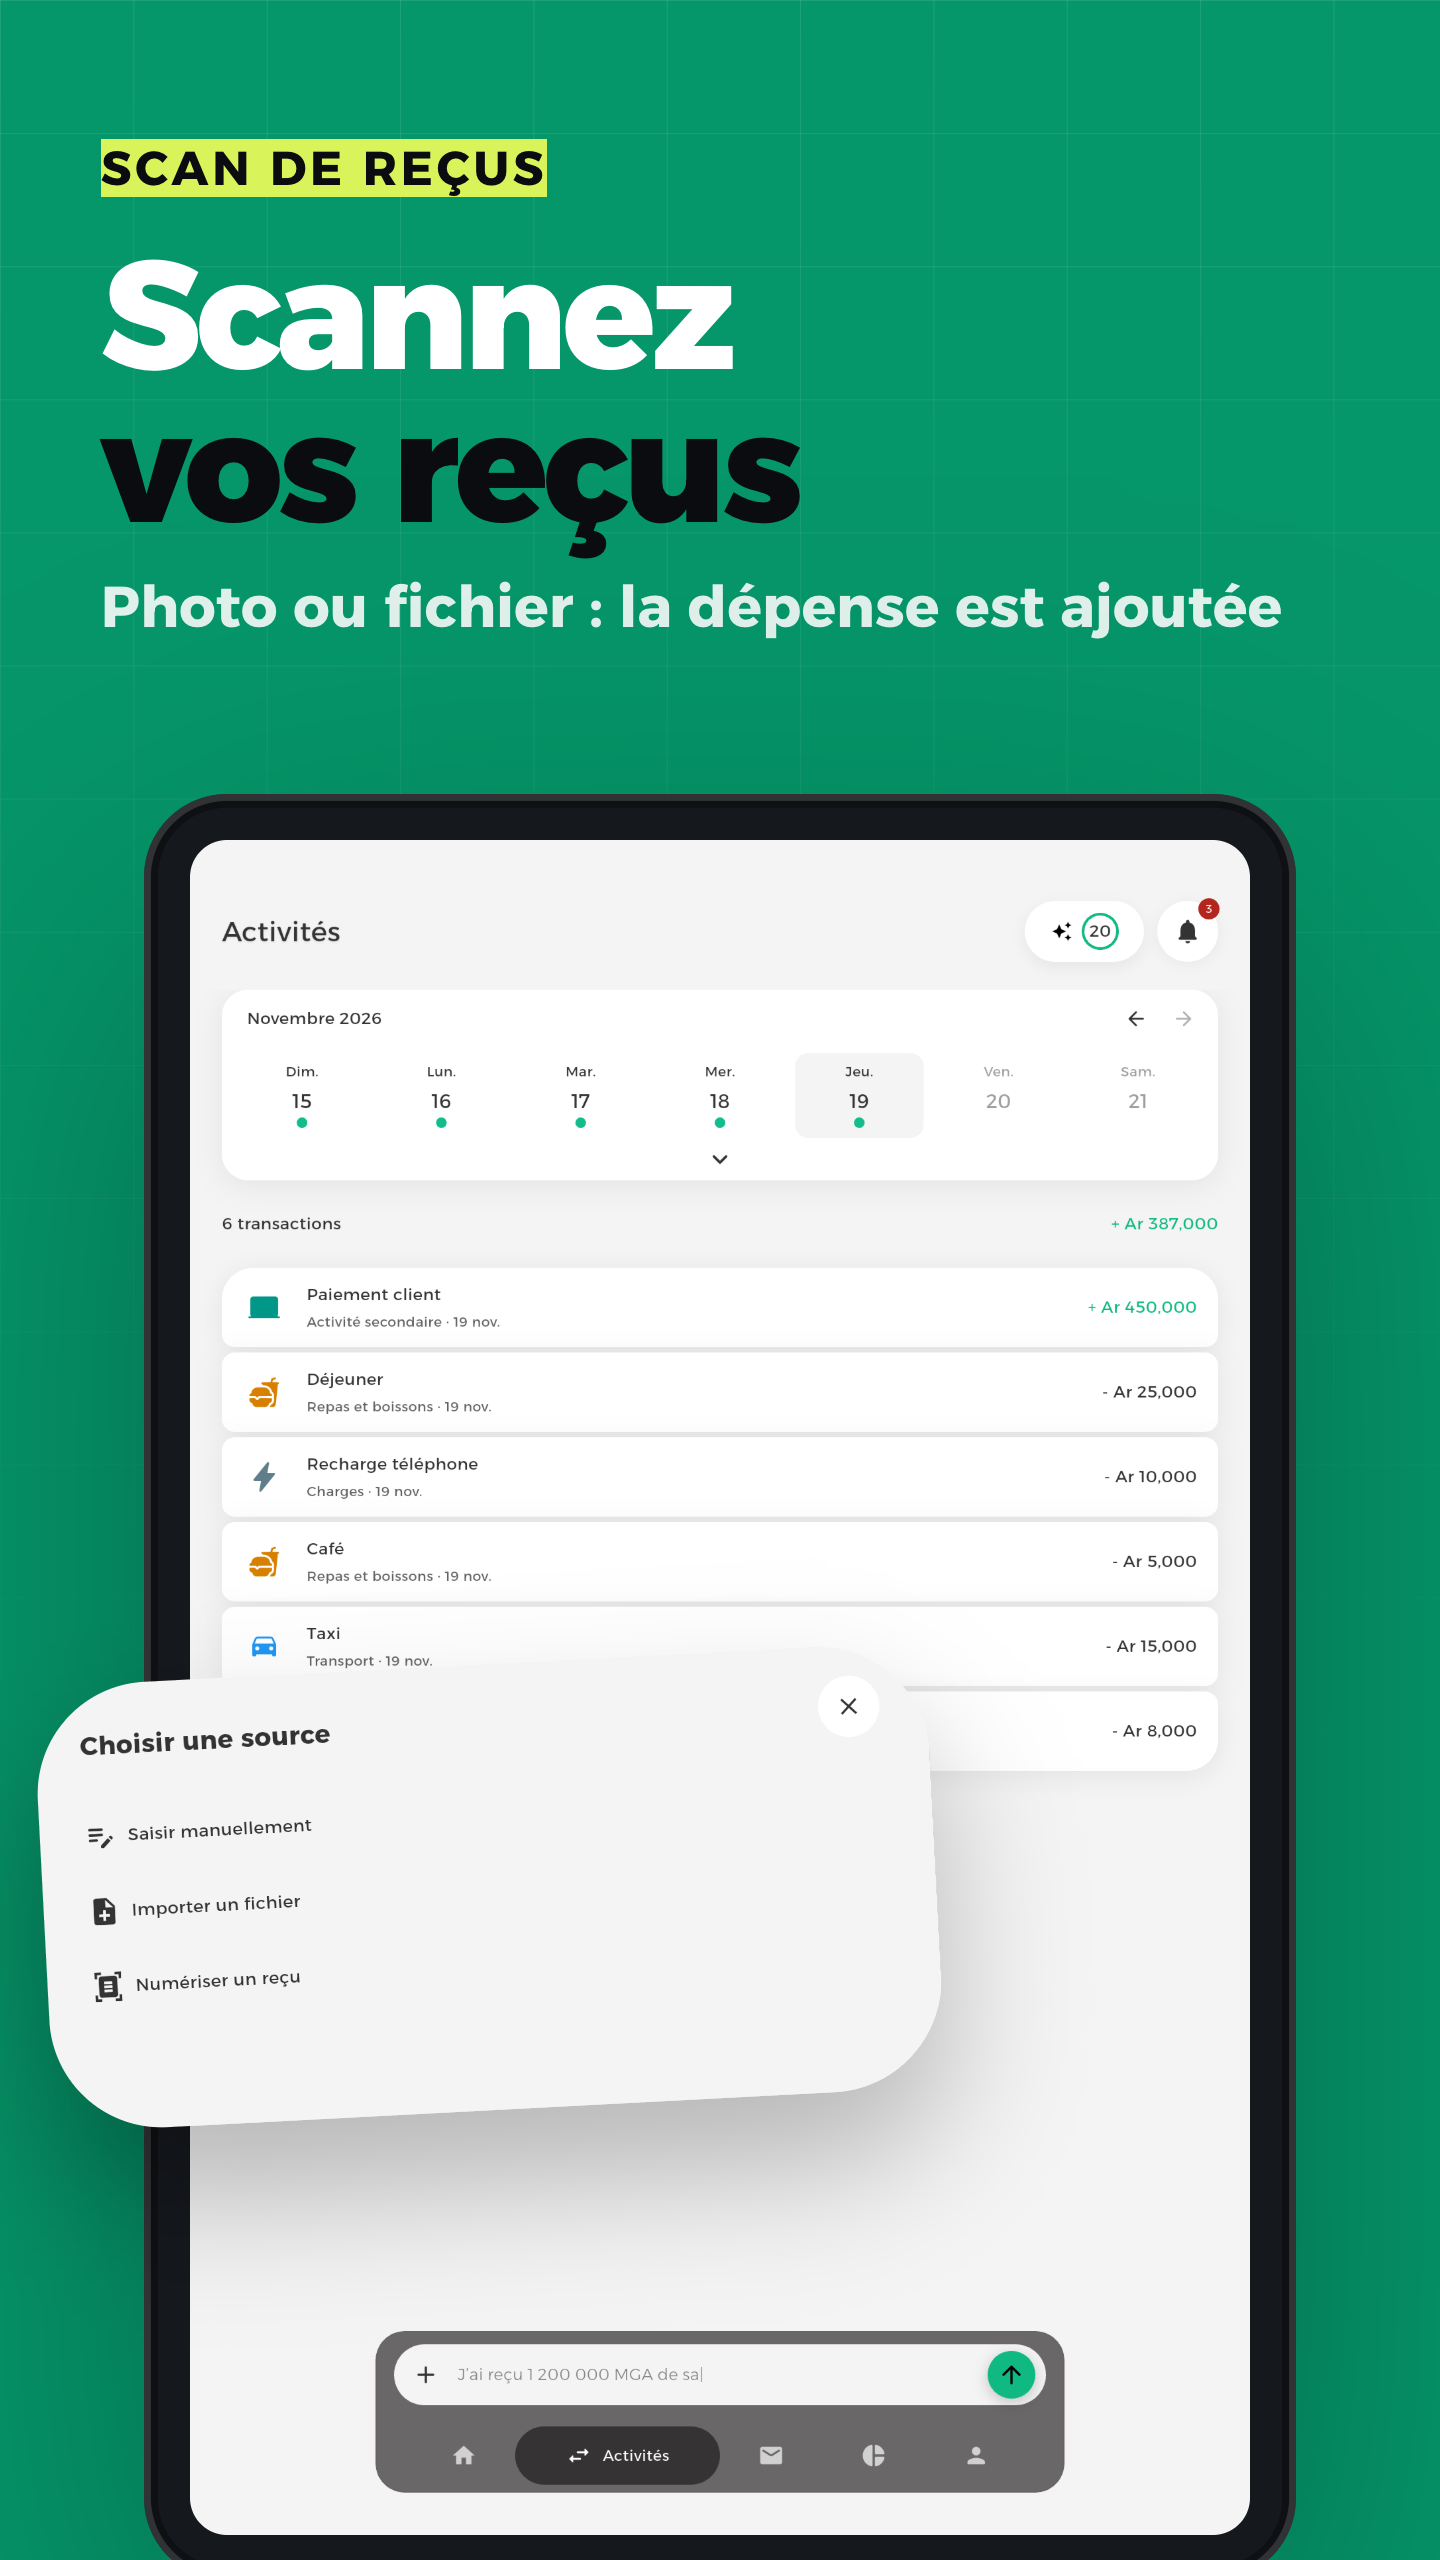 SCAN DE REÇUS
Scannez
vos reçus
Photo ou fichier : la dépense est ajoutée
Activités
20
3
Novembre 2026
Dim. Lun. Mar. Mer. Jeu. Ven. Sam.
15 16 17 18 19 20 21
6 transactions + Ar 387,000
Paiement client
Activité secondaire · 19 nov.
+ Ar 450,000
Déjeuner
Repas et boissons · 19 nov.
- Ar 25,000
Recharge téléphone
Charges · 19 nov.
- Ar 10,000
Café
Repas et boissons · 19 nov.
- Ar 5,000
Taxi
Transport · 19 nov.
- Ar 15,000
- Ar 8,000
Choisir une source
Saisir manuellement
Importer un fichier
Numériser un reçu
J'ai reçu 1 200 000 MGA de sa
Activités